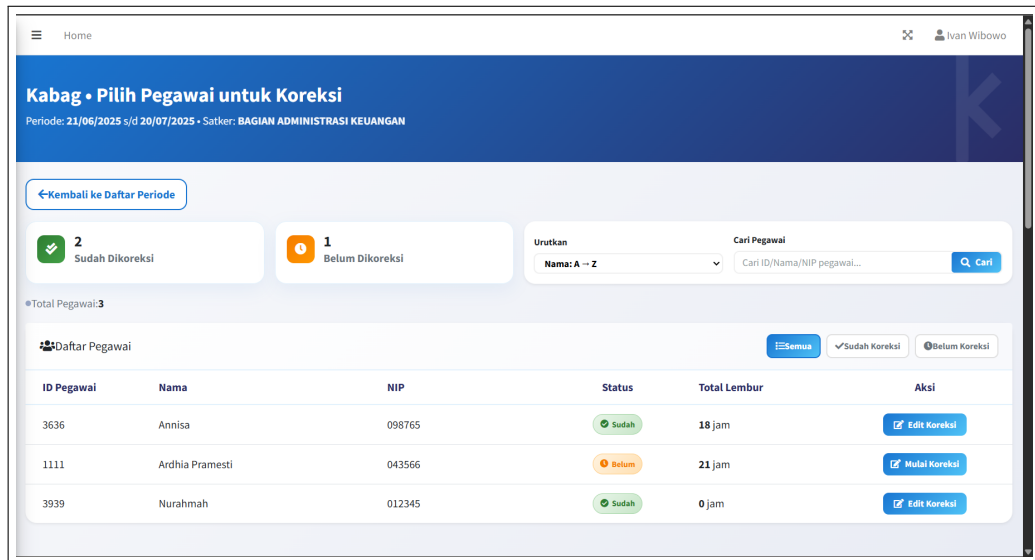 Home
Ivan Wibowo
Kabag • Pilih Pegawai untuk Koreksi
Periode: 21/06/2025 s/d 20/07/2025 • Satker: BAGIAN ADMINISTRASI KEUANGAN
Kembali ke Daftar Periode
2
Sudah Dikoreksi
1
Belum Dikoreksi
Urutkan
Nama: A → Z
Cari Pegawai
Cari ID/Nama/NIP pegawai...
Cari
Total Pegawai:3
Daftar Pegawai
Semua
Sudah Koreksi
Belum Koreksi
ID Pegawai Nama NIP Status Total Lembur Aksi
3636 Annisa 098765 Sudah 18 jam Edit Koreksi
1111 Ardhia Pramesti 043566 Belum 21 jam Mulai Koreksi
3939 Nurahmah 012345 Sudah 0 jam Edit Koreksi